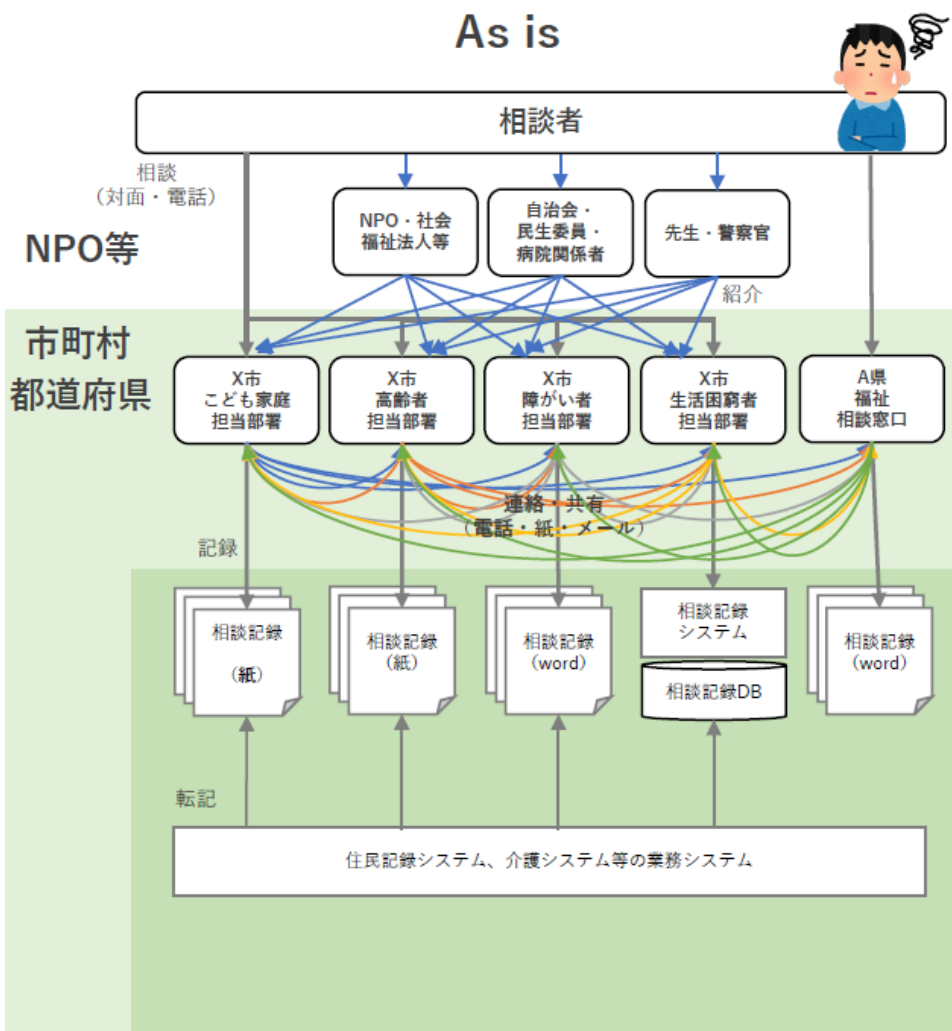 As is
相談者
相談
（対面・電話）
NPO・社会
福祉法人等
自治会・
民生委員・
病院関係者
先生・警察官
NPO等
紹介
市町村
都道府県
X市
こども家庭
担当部署
X市
高齢者
担当部署
X市
障がい者
担当部署
X市
生活困窮者
担当部署
A県
福祉
相談窓口
連絡・共有
（電話・紙・メール）
記録
相談記録
（紙）
相談記録
（紙）
相談記録
（word）
相談記録
システム
相談記録DB
相談記録
（word）
転記
住民記録システム、介護システム等の業務システム